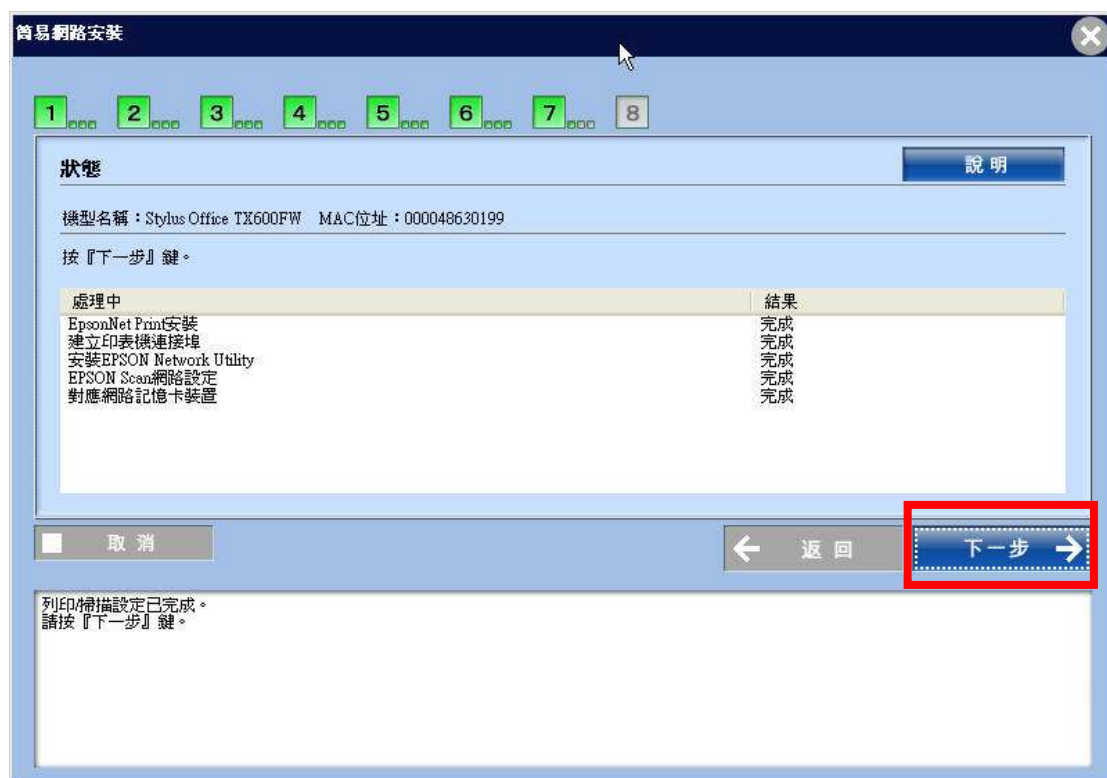 簡易網路安裝
1 2 3 4 5 6 7 8
狀態 說明
機型名稱：Stylus Office TX600FW MAC位址：000048630199
按『下一步』鍵。
處理中 結果
EpsonNet Print安裝 完成
建立印表機連接埠 完成
安裝EPSON Network Utility 完成
EPSON Scan網路設定 完成
對應網路記憶卡裝置 完成
取消 返回 下一步
列印/掃描設定已完成。
請按『下一步』鍵。